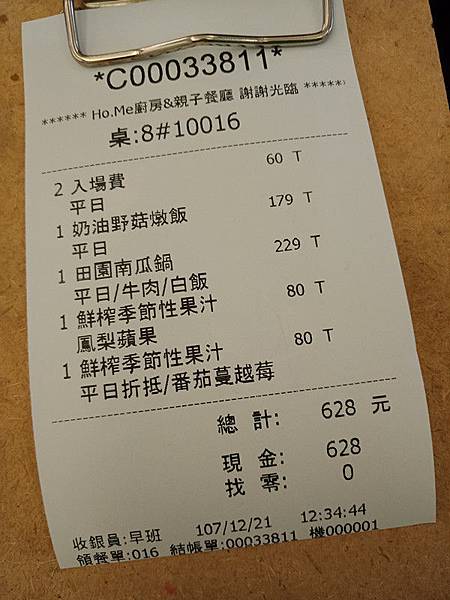 *C00033811*
****** Ho.Me廚房&親子餐廳 謝謝光臨 *****
桌:8#10016
2 入場費 60 T
平日
1 奶油野菇燉飯 179 T
平日
1 田園南瓜鍋 229 T
平日/牛肉/白飯
1 鮮榨季節性果汁 80 T
鳳梨蘋果
1 鮮榨季節性果汁 80 T
平日折抵/番茄蔓越莓
總 計: 628 元
現 金: 628
找 零: 0
收銀員:早班 107/12/21 12:34:44
領餐單:016 結帳單:00033811 機000001